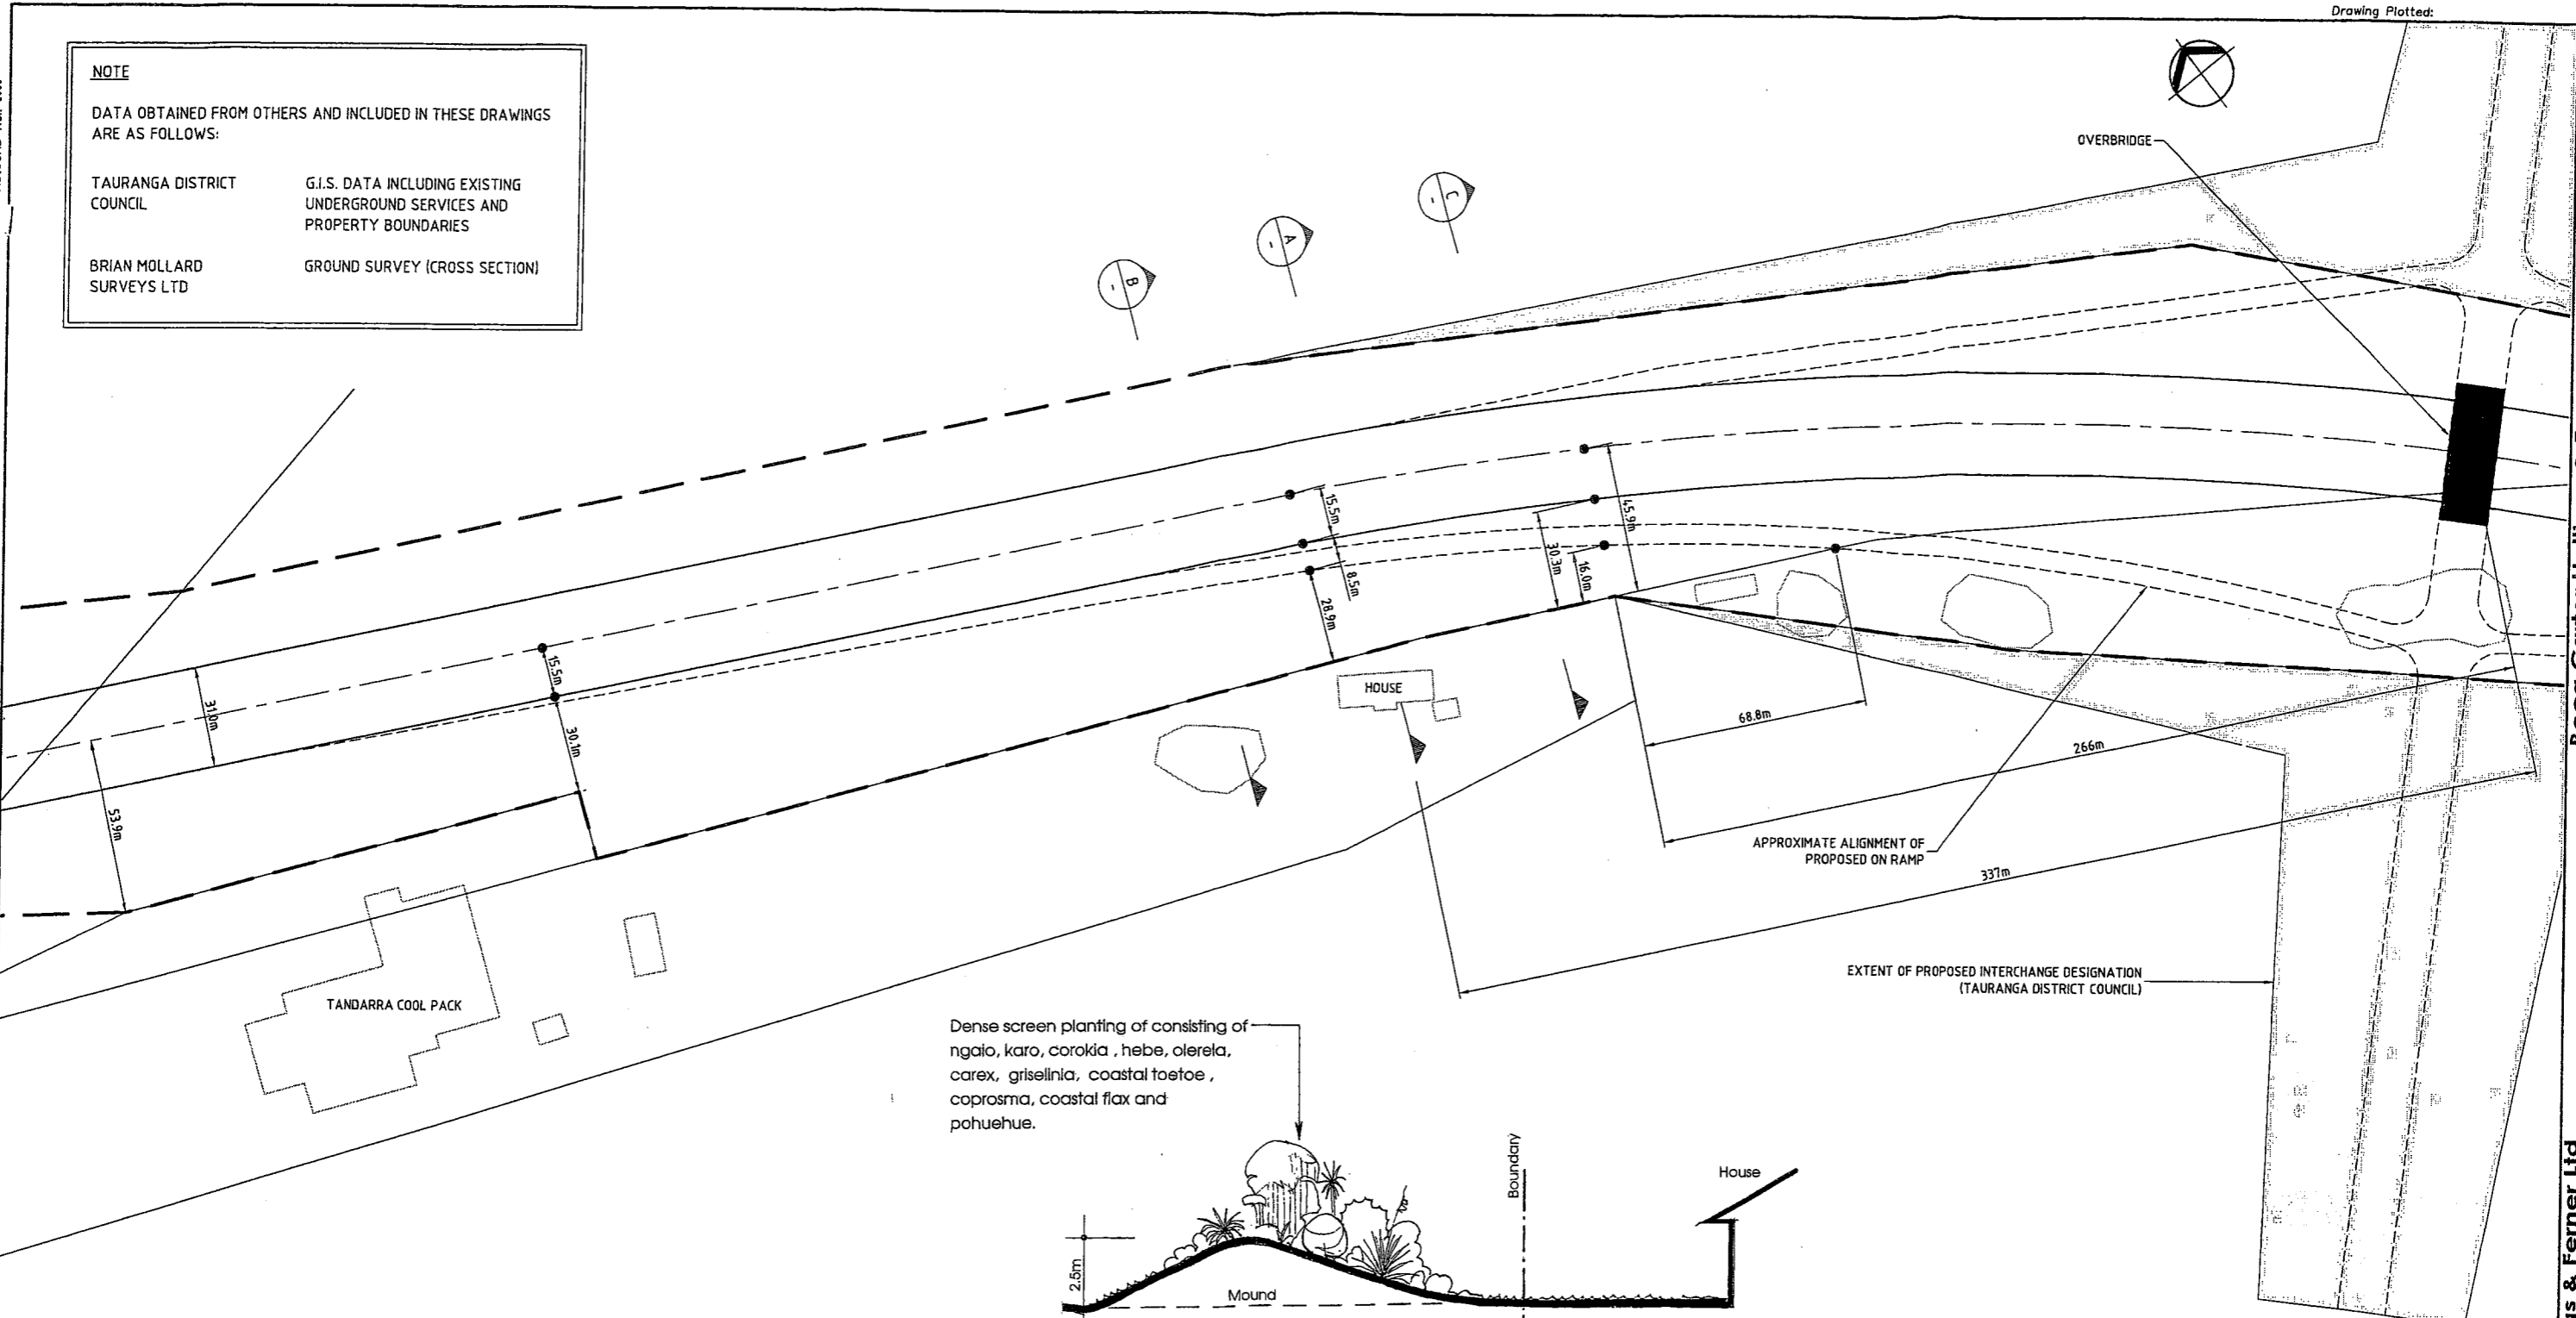 Drawing Plotted:
NOTE
DATA OBTAINED FROM OTHERS AND INCLUDED IN THESE DRAWINGS
ARE AS FOLLOWS:
TAURANGA DISTRICT
COUNCIL
G.I.S. DATA INCLUDING EXISTING
UNDERGROUND SERVICES AND
PROPERTY BOUNDARIES
BRIAN MOLLARD
SURVEYS LTD
GROUND SURVEY (CROSS SECTION)
B
-
A
-
C
-
OVERBRIDGE
15.5m
8.5m
28.9m
45.9m
30.3m
16.0m
15.5m
30.1m
31.0m
53.9m
HOUSE
68.8m
266m
337m
APPROXIMATE ALIGNMENT OF
PROPOSED ON RAMP
EXTENT OF PROPOSED INTERCHANGE DESIGNATION
(TAURANGA DISTRICT COUNCIL)
TANDARRA COOL PACK
Dense screen planting of consisting of
ngaio, karo, corokia , hebe, olerela,
carex, griselinia, coastal toetoe ,
coprosma, coastal flax and
pohuehue.
Boundary
House
2.5m
Mound
& Ferner Ltd